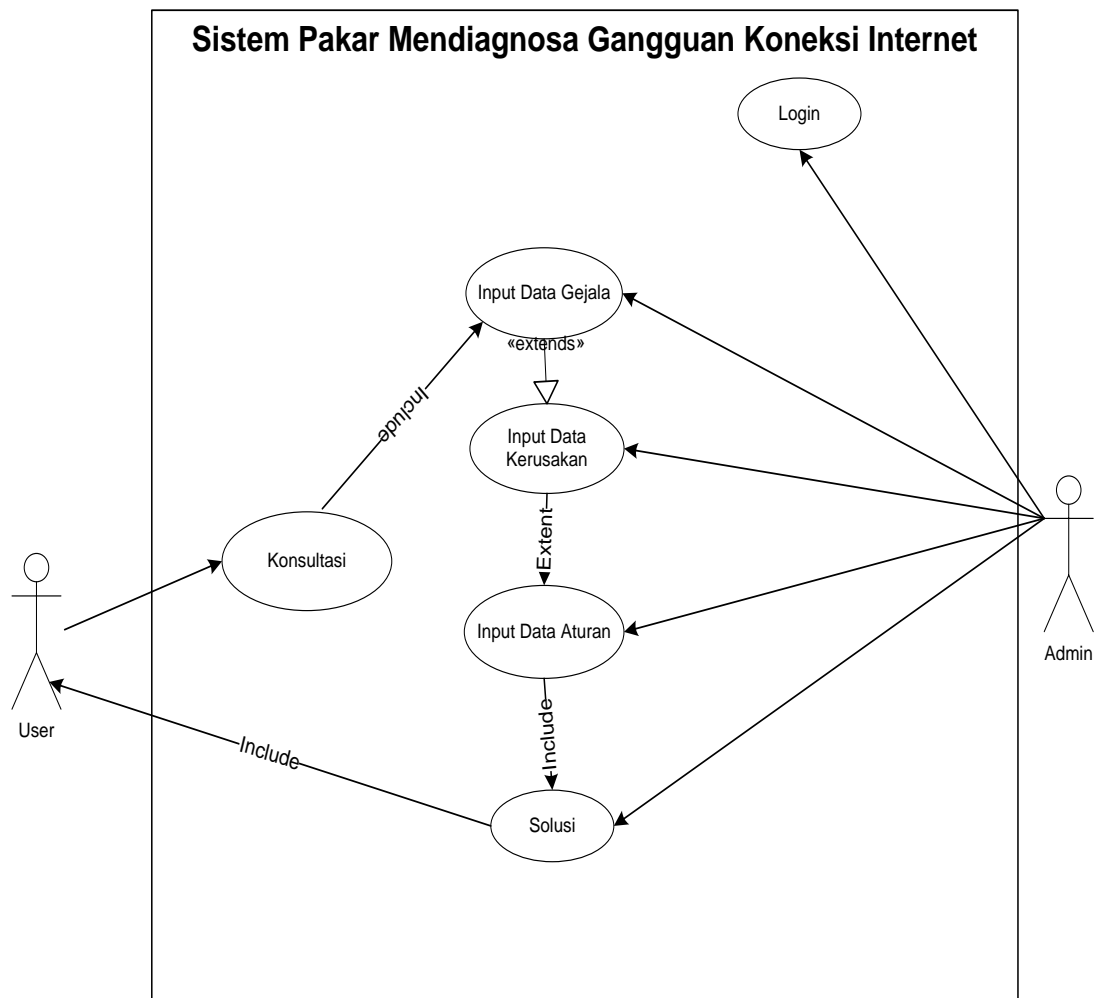 Sistem Pakar Mendiagnosa Gangguan Koneksi Internet
Login
Input Data Gejala
«extends»
Include
Input Data
Kerusakan
Extent
Konsultasi
Input Data Aturan
Admin
User
Include
Include
Solusi